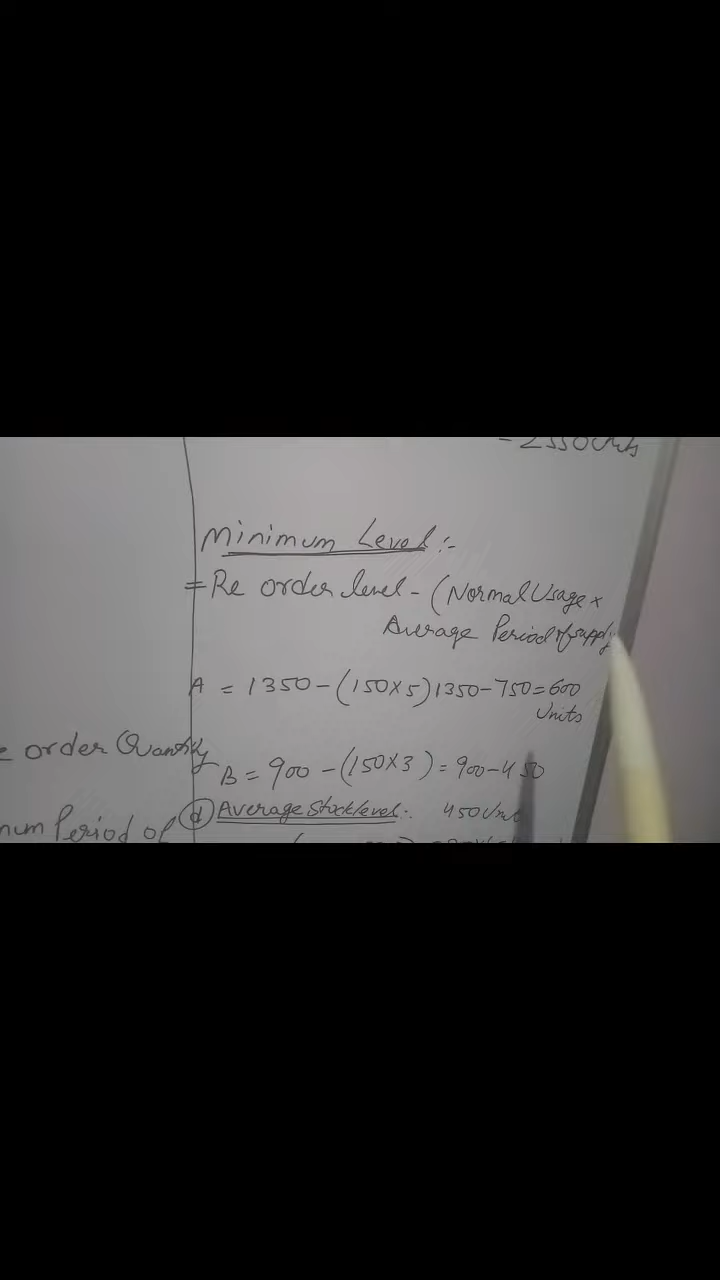 Minimum Level :-
= Re order level - (Normal Usage ×
Average Period of supply
A = 1350 - (150 × 5) 1350 - 750 = 600
Units
order Quantity
B = 900 - (150 × 3) = 900 - 450
450 Unit
(d) Average Stock level :-
Period of